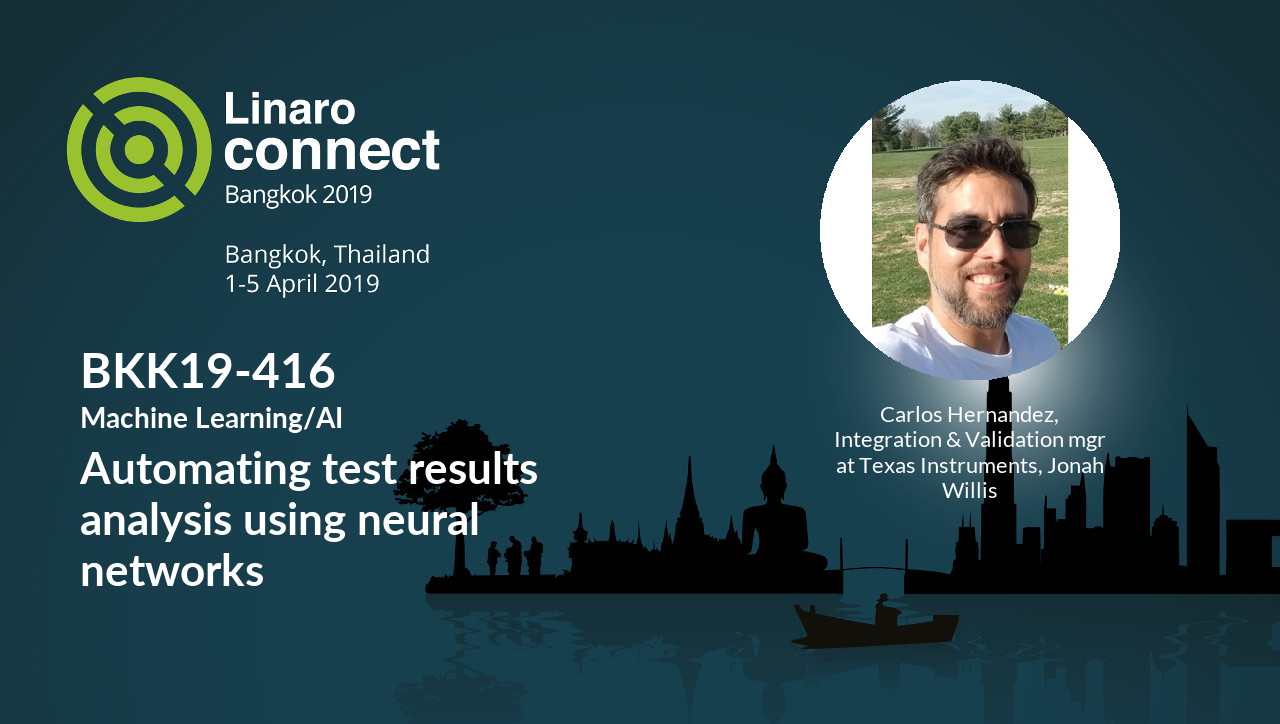 Linaro
connect
Bangkok 2019
Bangkok, Thailand
1-5 April 2019
BKK19-416
Machine Learning/AI
Automating test results
analysis using neural
networks
Carlos Hernandez,
Integration & Validation mgr
at Texas Instruments, Jonah
Willis